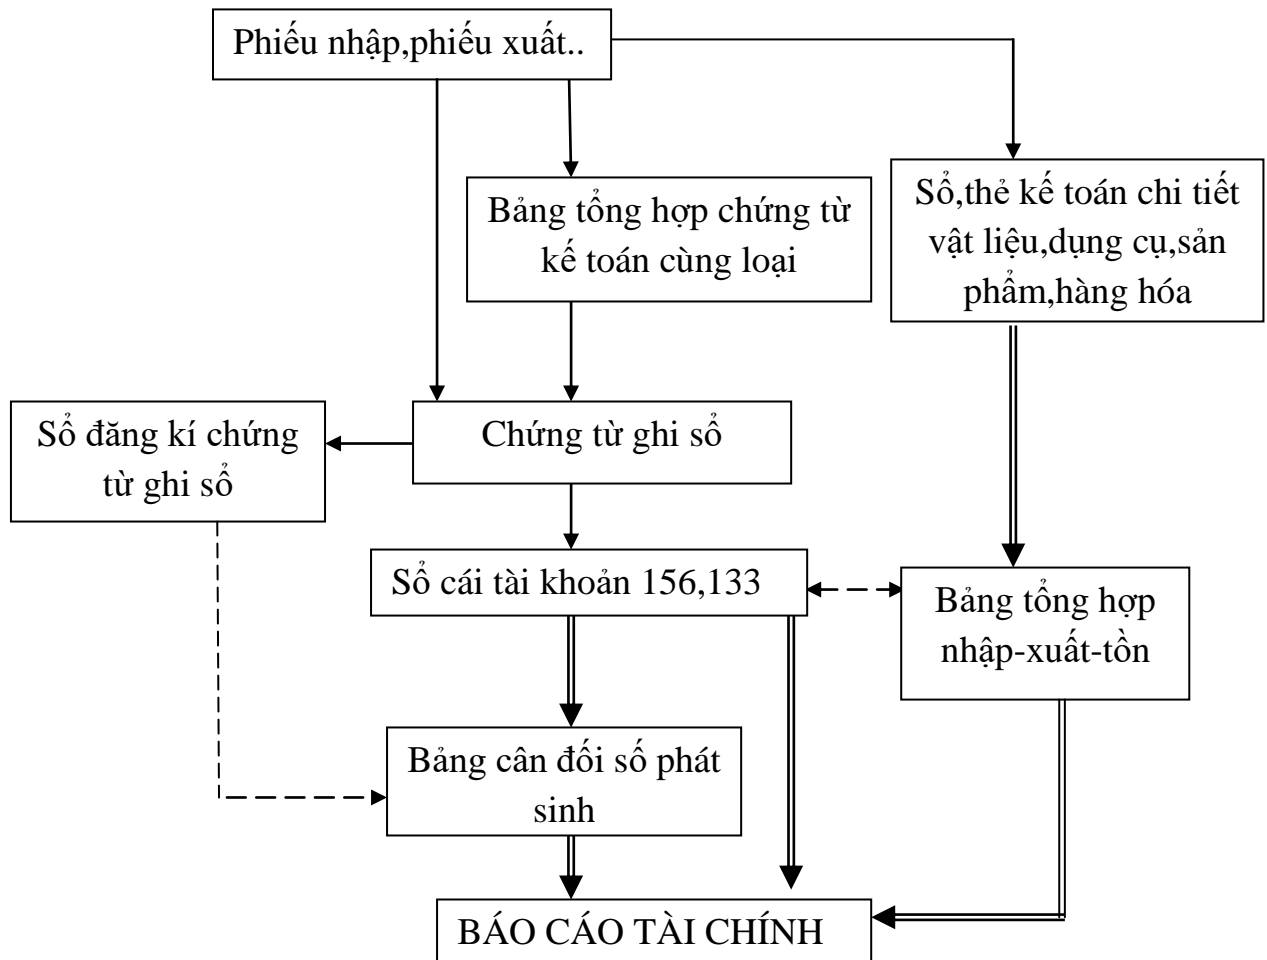 Phiếu nhập,phiếu xuất..
Bảng tổng hợp chứng từ
kế toán cùng loại
Sổ,thẻ kế toán chi tiết
vật liệu,dụng cụ,sản
phẩm,hàng hóa
Sổ đăng kí chứng
từ ghi sổ
Chứng từ ghi sổ
Sổ cái tài khoản 156,133
Bảng tổng hợp
nhập-xuất-tồn
Bảng cân đối số phát
sinh
BÁO CÁO TÀI CHÍNH